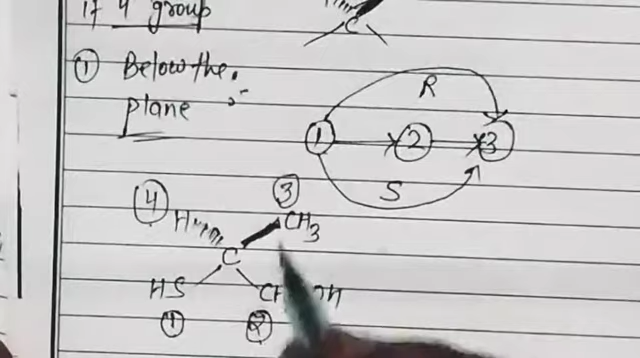 If 4 group
C
① Below the.
plane
R
① ② ③
S
④ ③
H CH3
C
HS
① ②